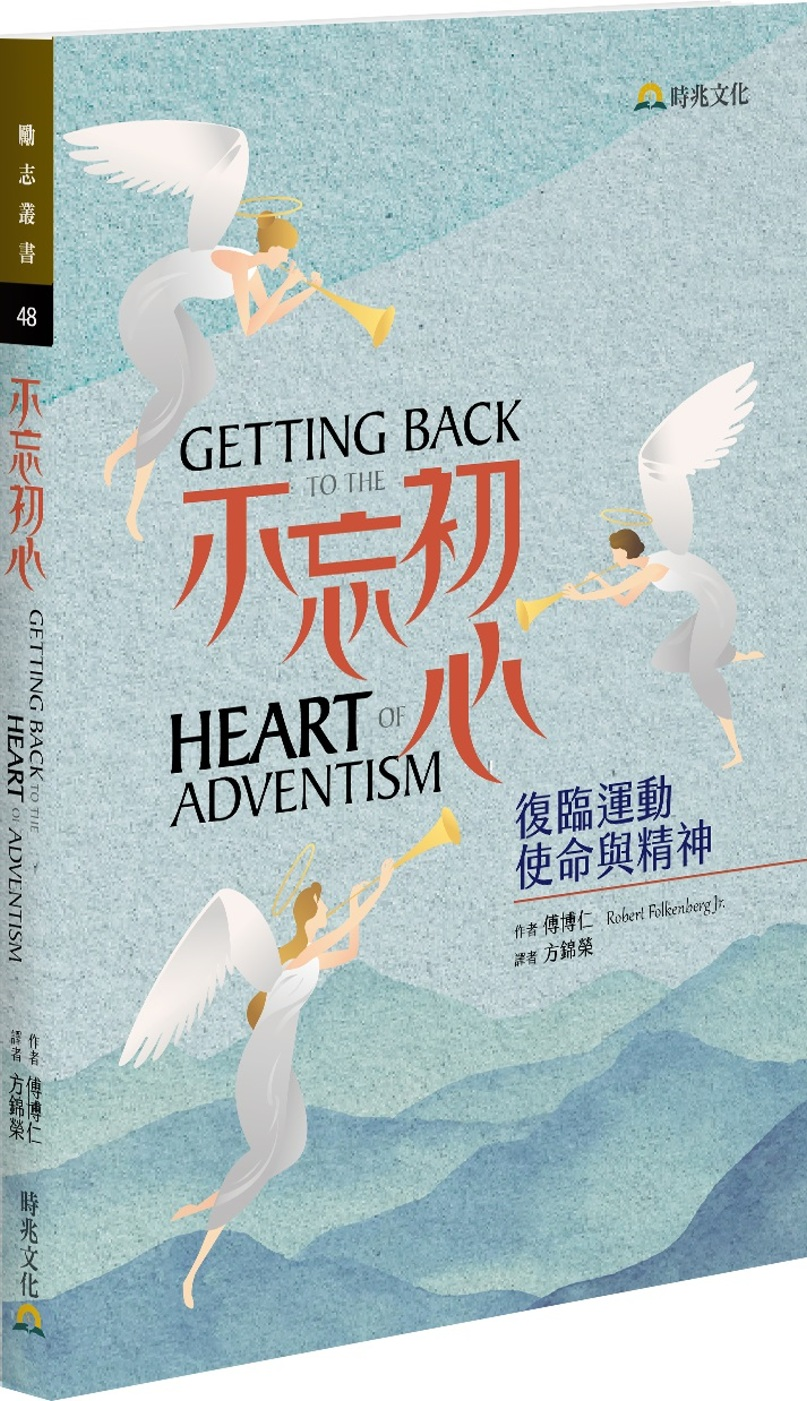 時兆文化
GETTING BACK
TO THE
不忘初心
HEART OF
ADVENTISM
復臨運動
使命與精神
作者 傅博仁 Robert Folkenberg Jr.
譯者 方錦榮
勵志叢書
48
不忘初心
GETTING BACK TO THE
HEART OF ADVENTISM
作者 傅博仁
譯者 方錦榮
時兆文化